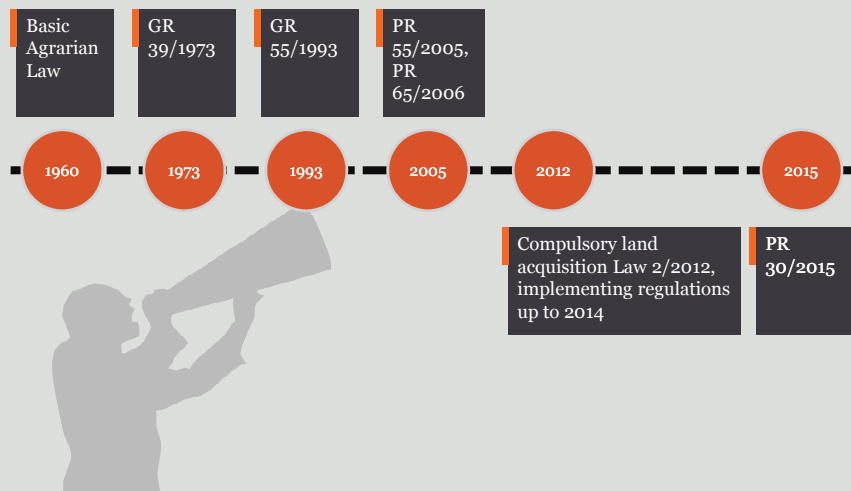 Basic
Agrarian
Law
GR
39/1973
GR
55/1993
PR
55/2005,
PR
65/2006
1960
1973
1993
2005
2012
2015
Compulsory land
acquisition Law 2/2012,
implementing regulations
up to 2014
PR
30/2015